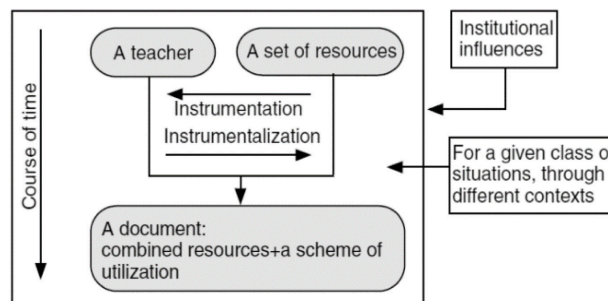 A teacher
A set of resources
Institutional
influences
Instrumentation
Instrumentalization
Course of time
For a given class o
situations, through
different contexts
A document:
combined resources+a scheme of
utilization